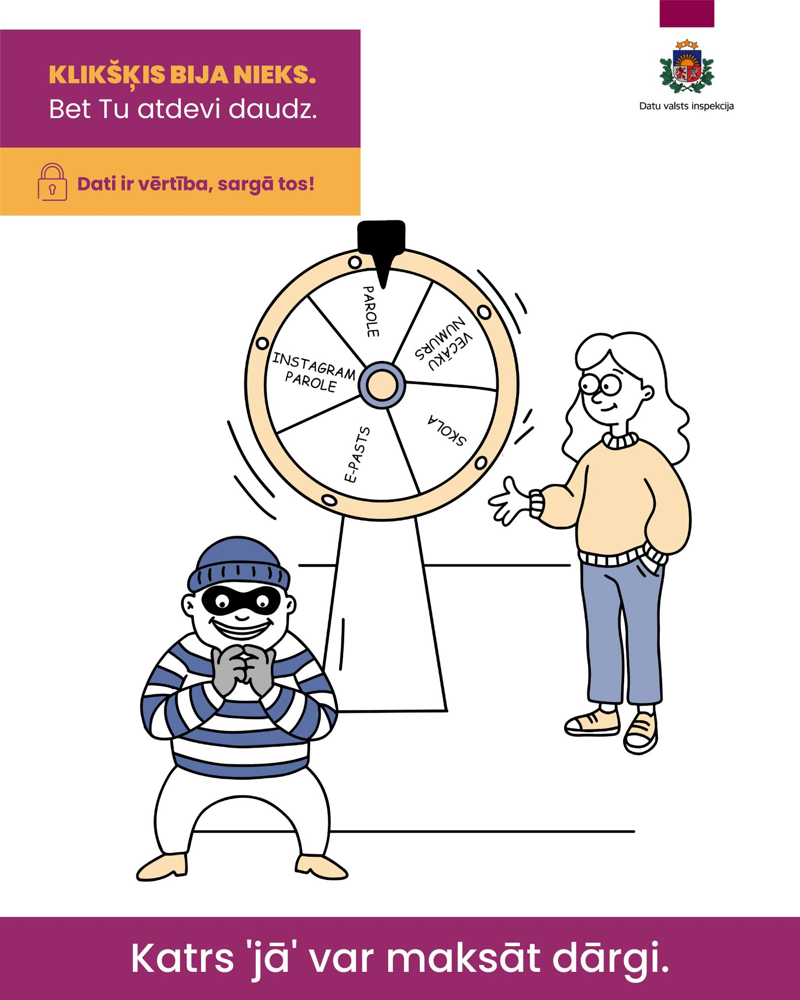 KLIKŠĶIS BIJA NIEKS.
Bet Tu atdevi daudz.
Dati ir vērtība, sargā tos!
Datu valsts inspekcija
PAROLE
VECĀKU
NUMURS
SKOLA
E-PASTS
INSTAGRAM
PAROLE
Katrs 'jā' var maksāt dārgi.